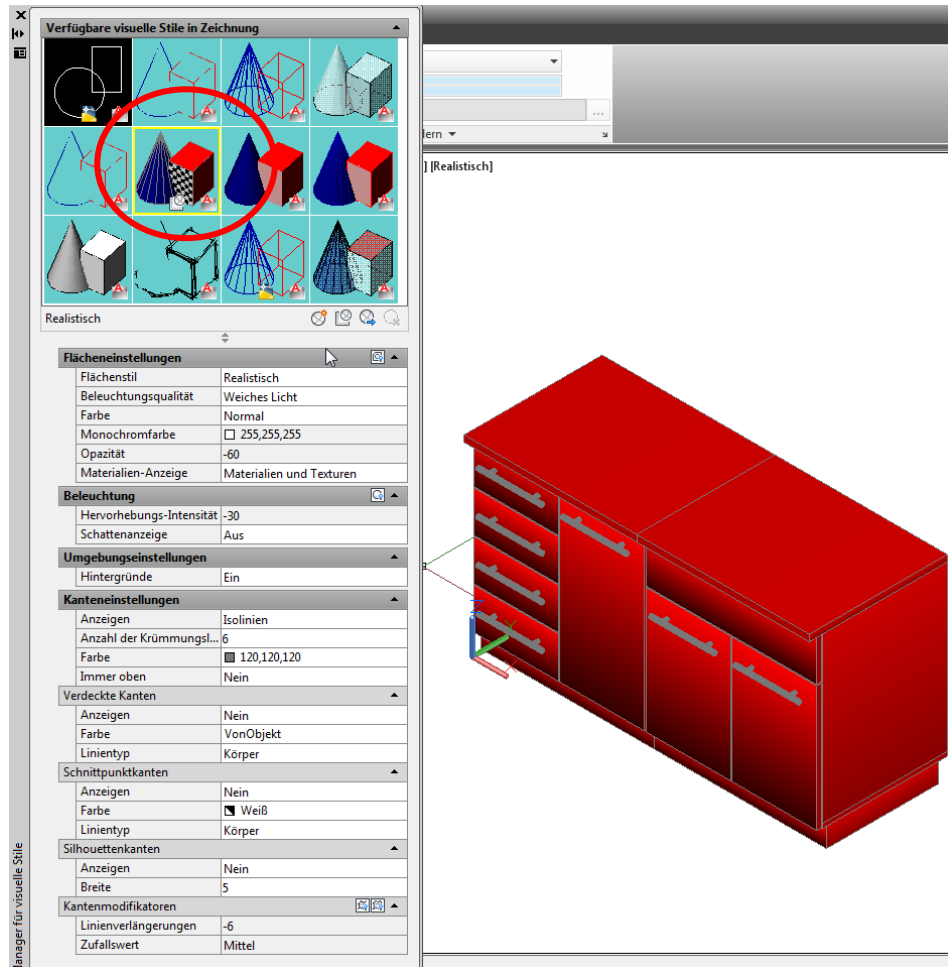 Verfügbare visuelle Stile in Zeichnung
...
dern
] [Realistisch]
Realistisch
Flächeneinstellungen
Flächenstil Realistisch
Beleuchtungsqualität Weiches Licht
Farbe Normal
Monochromfarbe 255,255,255
Opazität -60
Materialien-Anzeige Materialien und Texturen
Beleuchtung
Hervorhebungs-Intensität -30
Schattenanzeige Aus
Umgebungseinstellungen
Hintergründe Ein
Kanteneinstellungen
Anzeigen Isolinien
Anzahl der Krümmungsl... 6
Farbe 120,120,120
Immer oben Nein
Verdeckte Kanten
Anzeigen Nein
Farbe VonObjekt
Linientyp Körper
Schnittpunktkanten
Anzeigen Nein
Farbe Weiß
Linientyp Körper
Silhouettenkanten
Anzeigen Nein
Breite 5
Kantenmodifikatoren
Linienverlängerungen -6
Zufallswert Mittel
Manager für visuelle Stile
Z
Y
X